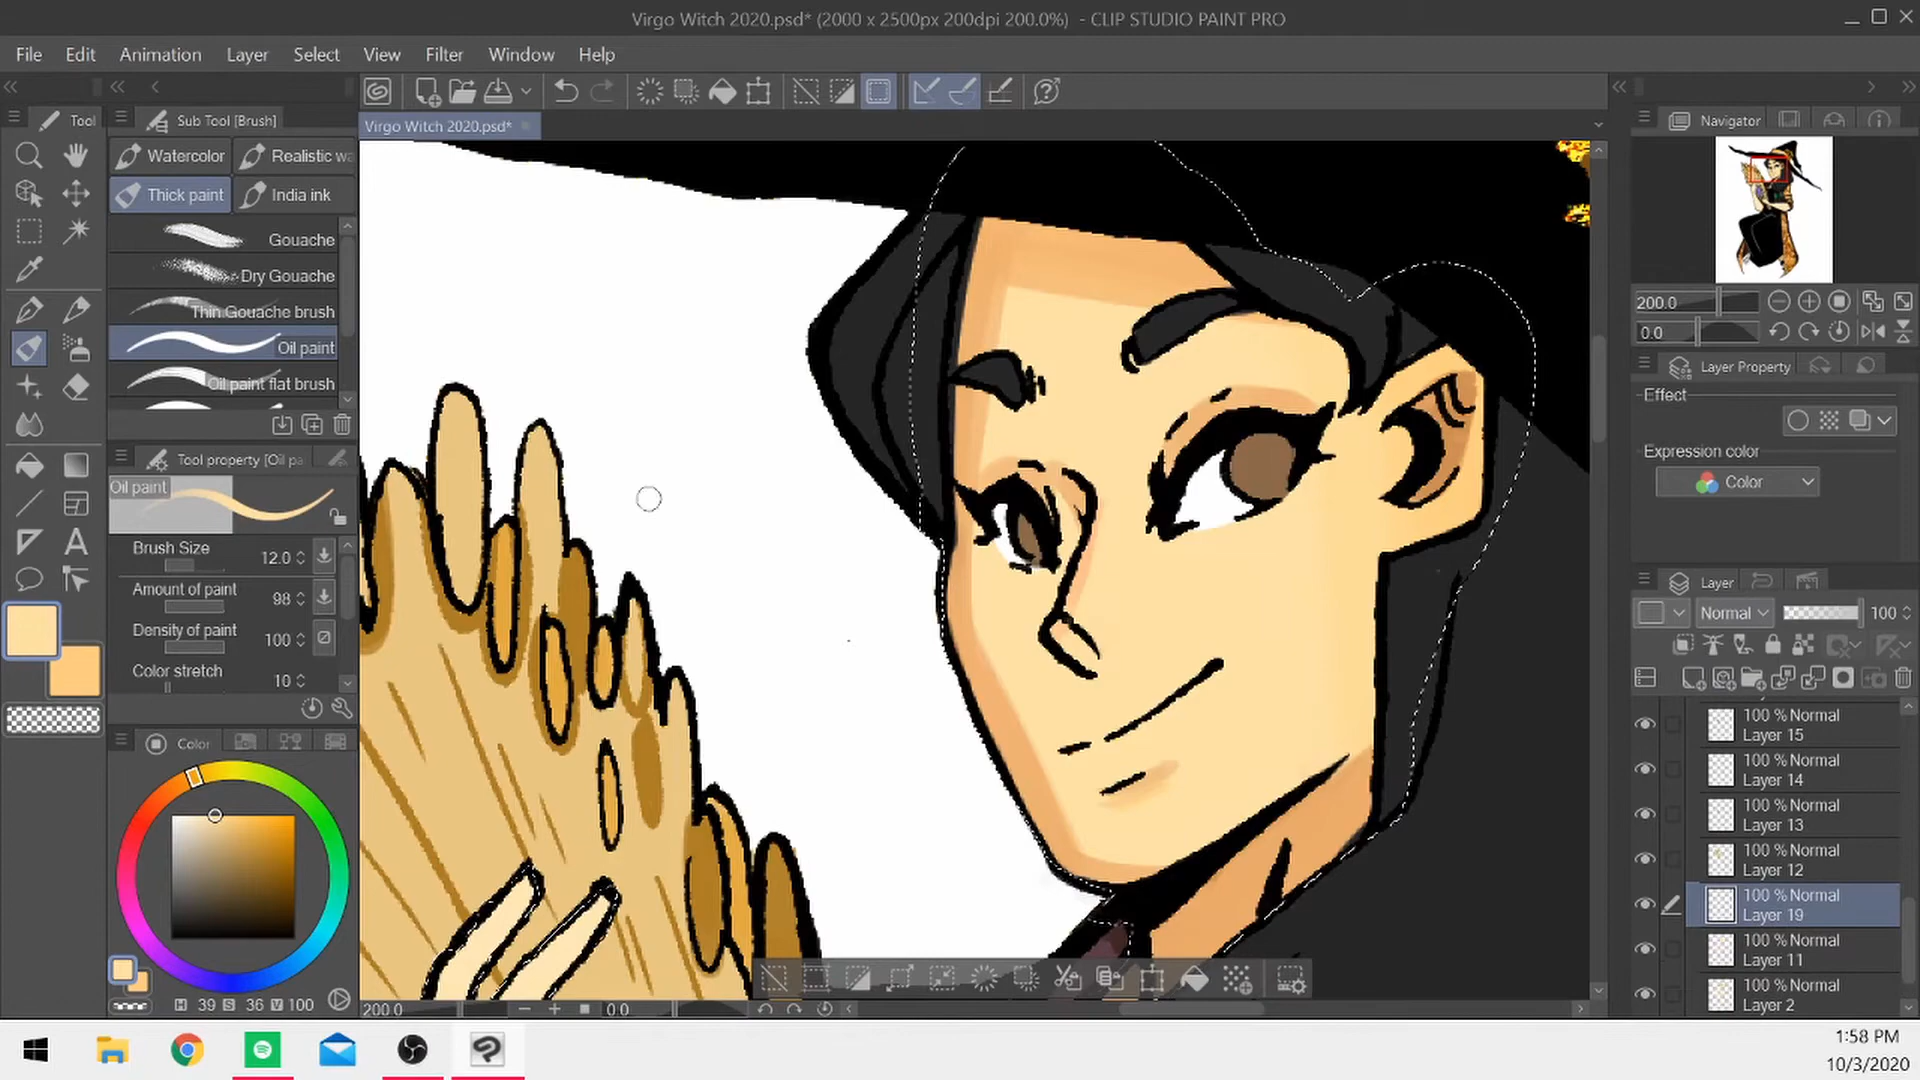 Virgo Witch 2020.psd* (2000 x 2500px 200dpi 200.0%) - CLIP STUDIO PAINT PRO
File Edit Animation Layer Select View Filter Window Help
Tool
Sub Tool [Brush]
Virgo Witch 2020.psd*
Watercolor
Realistic wa
Thick paint
India ink
Gouache
Dry Gouache
Thin Gouache brush
Oil paint
Oil paint flat brush
Tool property [Oil pa
Oil paint
Brush Size 12.0
Amount of paint 98
Density of paint 100
Color stretch 10
Color
H 39 S 36 V 100
200.0
0.0
Navigator
200.0
0.0
Layer Property
Effect
Expression color
Color
Layer
Normal 100
100 % Normal
Layer 15
100 % Normal
Layer 14
100 % Normal
Layer 13
100 % Normal
Layer 12
100 % Normal
Layer 19
100 % Normal
Layer 11
100 % Normal
Layer 2
1:58 PM
10/3/2020